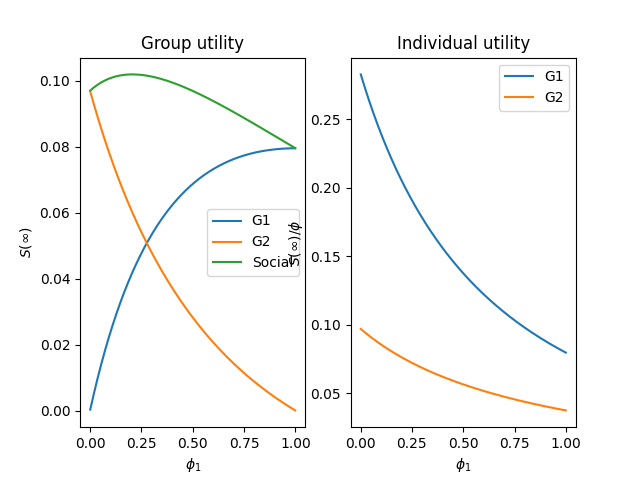 Group utility
0.10
0.08
0.06
0.04
0.02
0.00
S(∞)
G1
G2
Social
0.00 0.25 0.50 0.75 1.00
ϕ₁
Individual utility
0.25
0.20
0.15
0.10
0.05
S(∞)/ϕ
G1
G2
0.00 0.25 0.50 0.75 1.00
ϕ₁